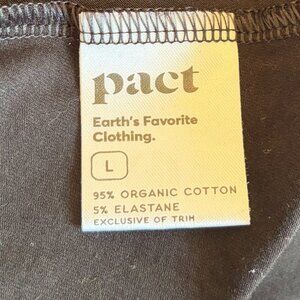 pact
Earth's Favorite
Clothing.
L
95% ORGANIC COTTON
5% ELASTANE
EXCLUSIVE OF TRIM